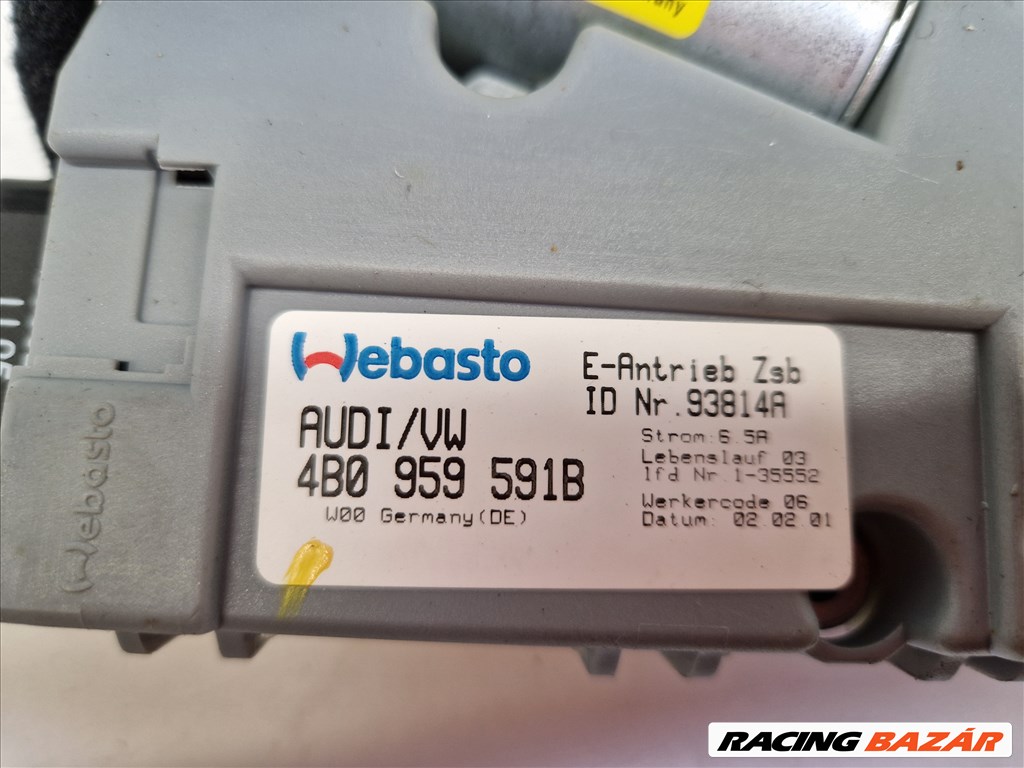 many
Webasto
AUDI/VW
4B0 959 591B
W00 Germany(DE)
E-Antrieb Zsb
ID Nr.93814A
Strom:6.5A
Lebenslauf 03
lfd Nr.1-35552
Werkercode 06
Datum: 02.02.01
Webasto
RACING BAZÁR